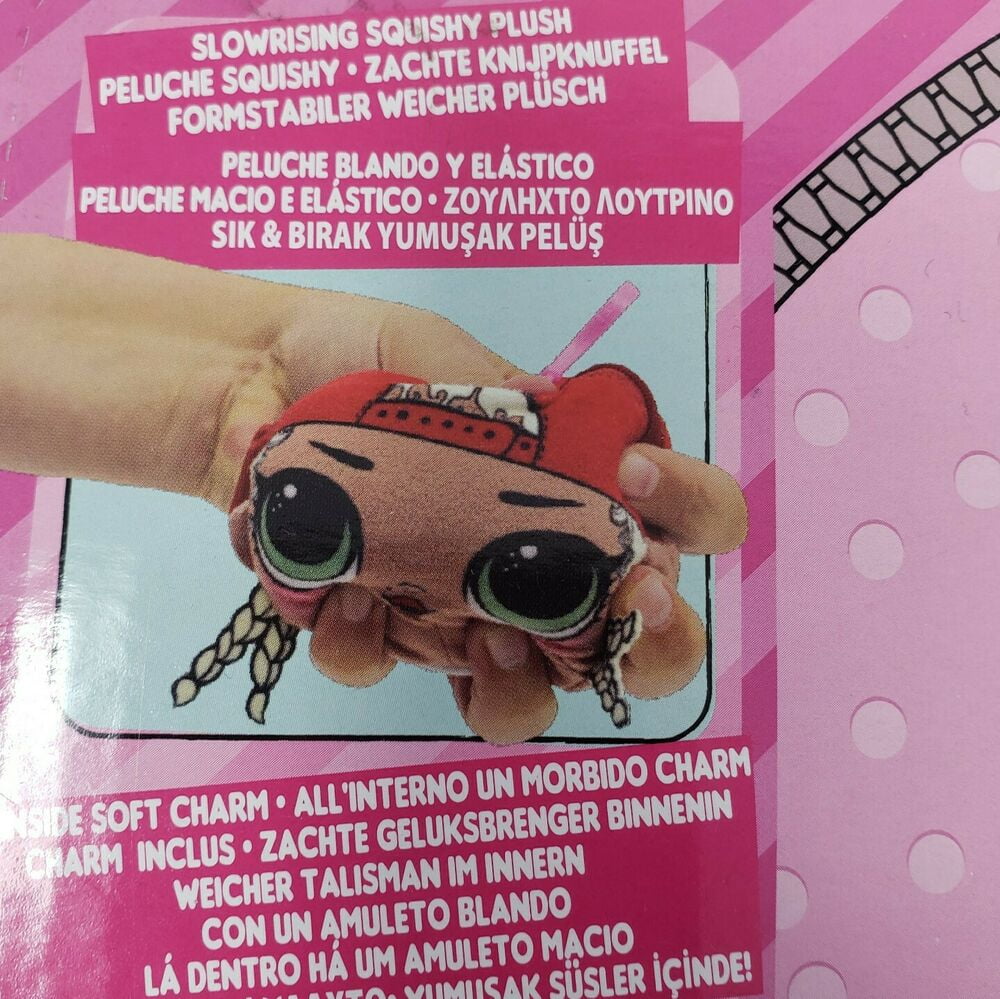 SLOWRISING SQUISHY PLUSH
PELUCHE SQUISHY • ZACHTE KNIJPKNUFFEL
FORMSTABILER WEICHER PLÜSCH
PELUCHE BLANDO Y ELÁSTICO
PELUCHE MACIO E ELÁSTICO • ΖΟΥΛΗΧΤΟ ΛΟΥΤΡΙΝΟ
SIK & BIRAK YUMUŞAK PELÜŞ
SOFT CHARM • ALL'INTERNO UN MORBIDO CHARM
CHARM INCLUS • ZACHTE GELUKSBRENGER BINNENIN
WEICHER TALISMAN IM INNERN
CON UN AMULETO BLANDO
LÁ DENTRO HÁ UM AMULETO MACIO
YUMUŞAK SÜSLER İÇİNDE!